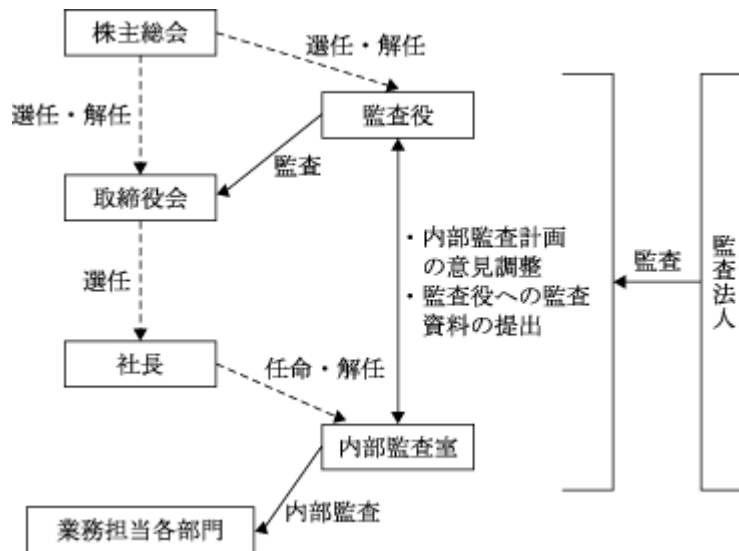 株主総会
選任・解任
選任・解任
監査役
監査
取締役会
・内部監査計画
の意見調整
・監査役への監査
資料の提出
監査
監査法人
選任
社長
任命・解任
内部監査室
内部監査
業務担当各部門